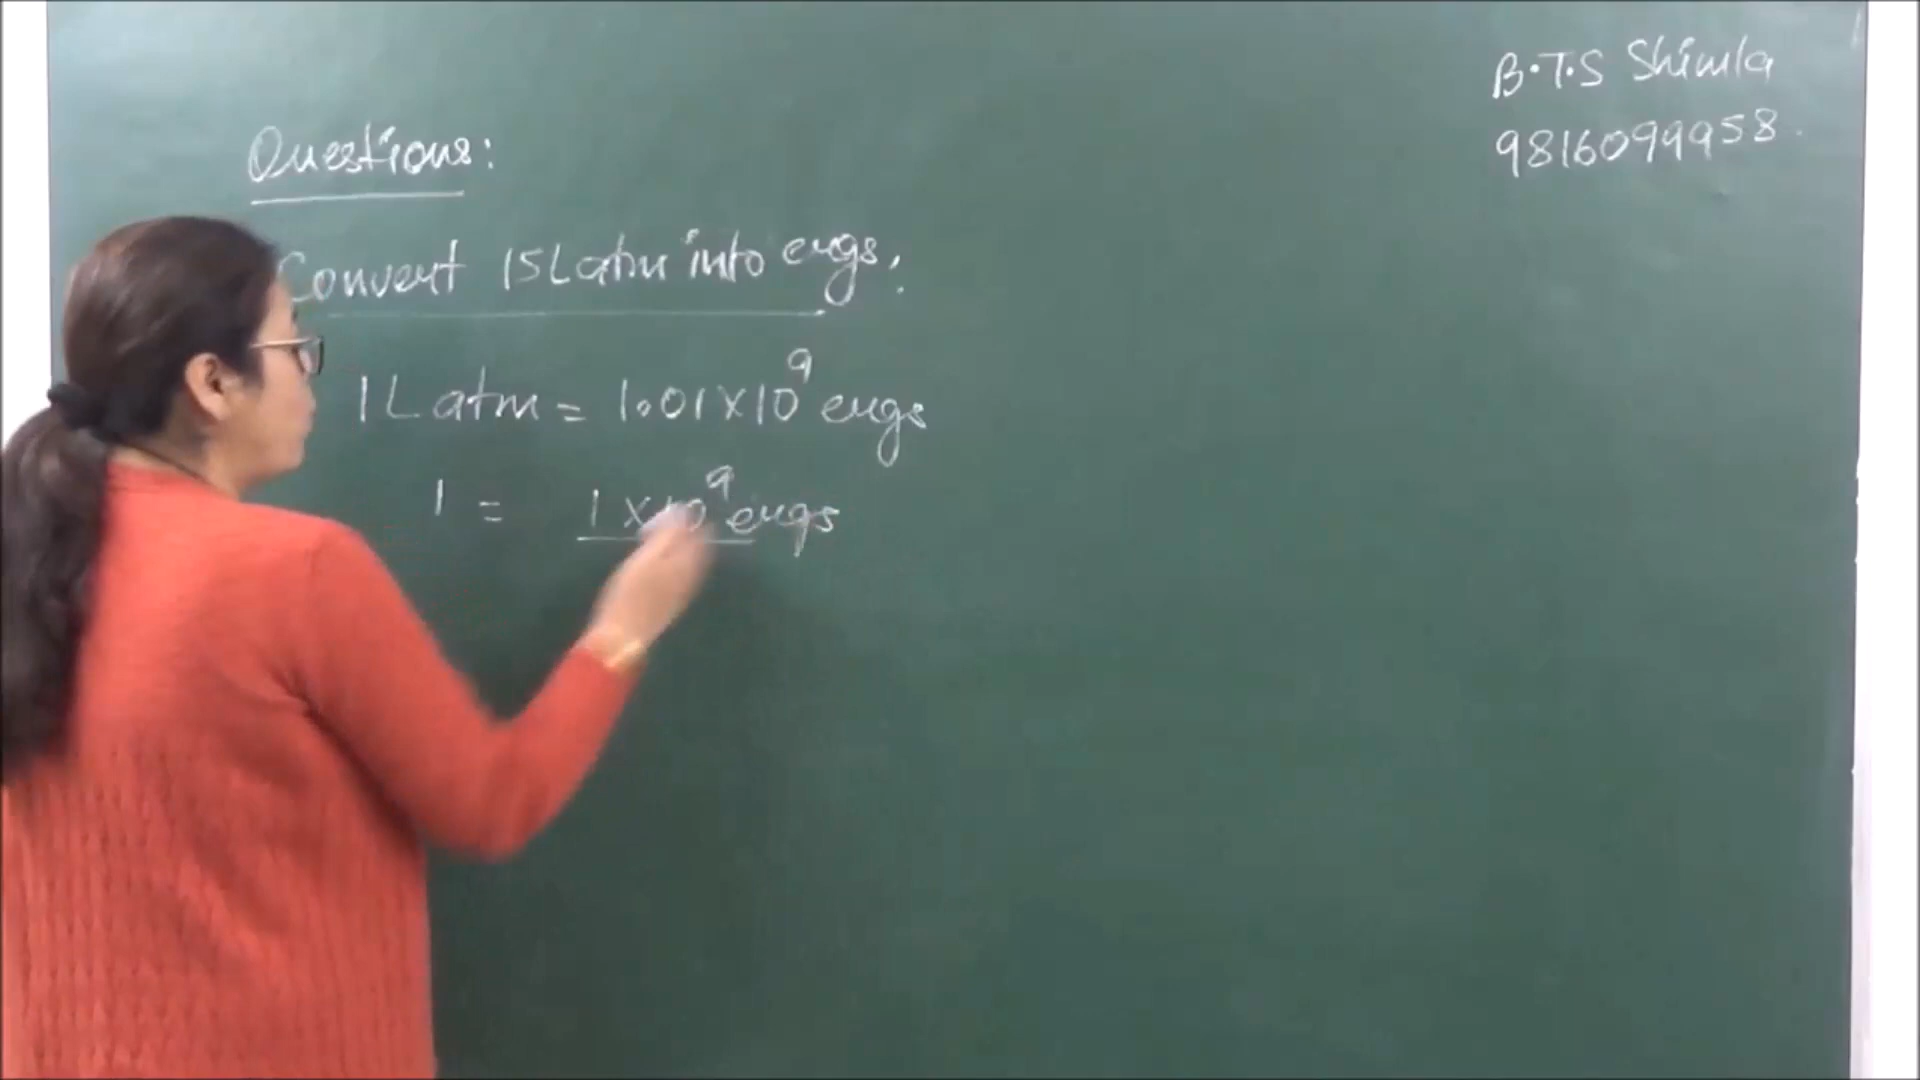 B.T.S Shimla
9816099958.
Questions:
Convert 15Latm into ergs.
1 L atm = 1.01 × 10⁹ ergs
1 = 1 × 10⁹ ergs